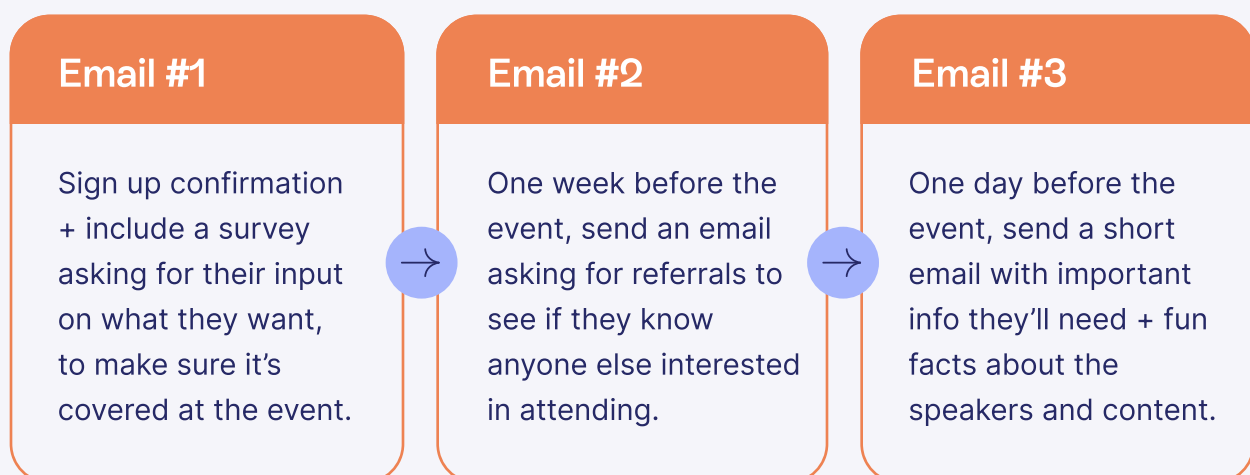 Email #1
Sign up confirmation
+ include a survey
asking for their input
on what they want,
to make sure it’s
covered at the event.
Email #2
One week before the
event, send an email
asking for referrals to
see if they know
anyone else interested
in attending.
Email #3
One day before the
event, send a short
email with important
info they’ll need + fun
facts about the
speakers and content.